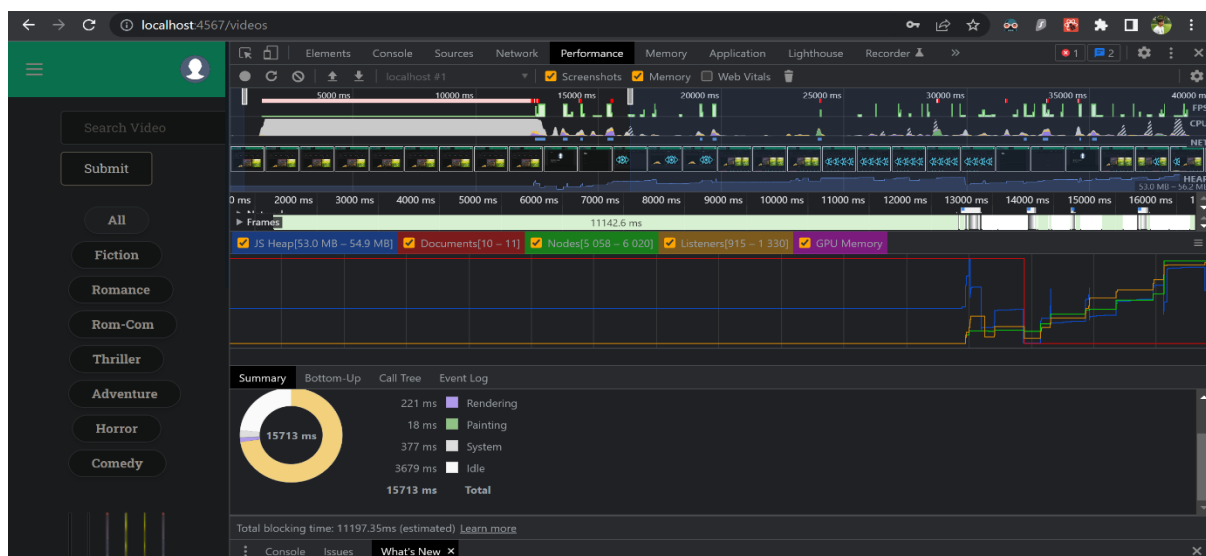 localhost:4567/videos
Elements Console Sources Network Performance Memory Application Lighthouse Recorder » 1 2
localhost #1 Screenshots Memory Web Vitals
5000 ms 10000 ms 15000 ms 20000 ms 25000 ms 30000 ms 35000 ms 40000 m
FPS
CPU
NET
HEAP
53.0 MB – 56.2 M
0 ms 2000 ms 3000 ms 4000 ms 5000 ms 6000 ms 7000 ms 8000 ms 9000 ms 10000 ms 11000 ms 12000 ms 13000 ms 14000 ms 15000 ms 16000 ms 1
Frames 11142.6 ms
JS Heap[53.0 MB – 54.9 MB] Documents[10 – 11] Nodes[5 058 – 6 020] Listeners[915 – 1 330] GPU Memory
Search Video
Submit
All
Fiction
Romance
Rom-Com
Thriller
Adventure
Horror
Comedy
Summary Bottom-Up Call Tree Event Log
15713 ms
221 ms Rendering
18 ms Painting
377 ms System
3679 ms Idle
15713 ms Total
Total blocking time: 11197.35ms (estimated) Learn more
Console Issues What's New ×